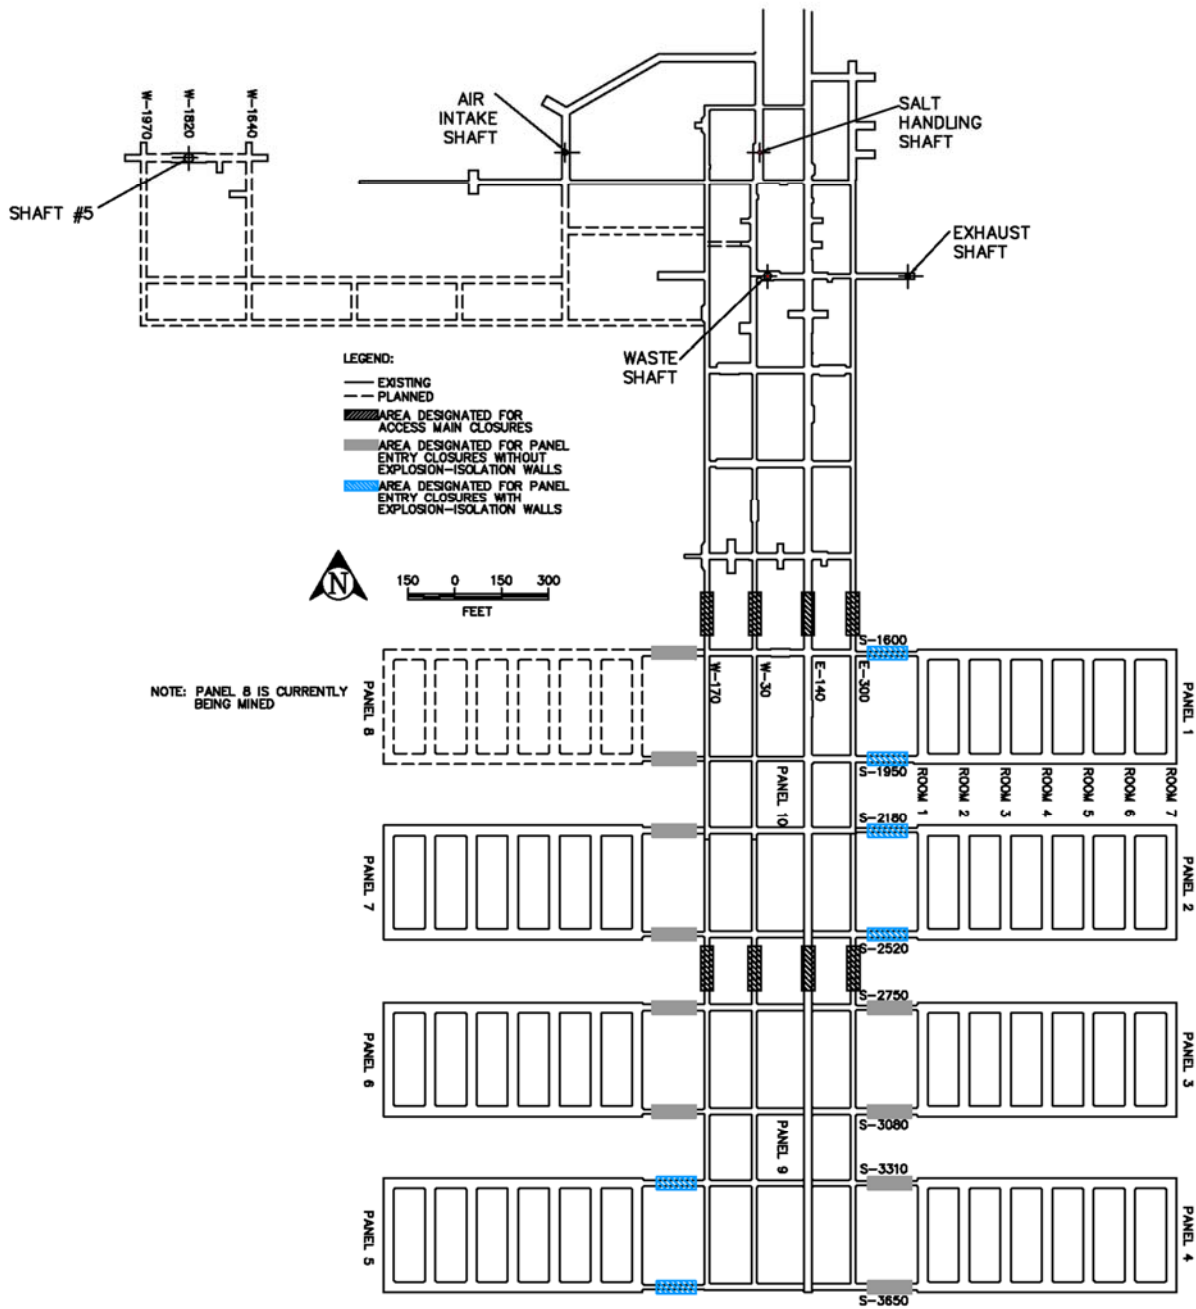 AIR
INTAKE
SHAFT
SALT
HANDLING
SHAFT
W-1970
W-1820
W-1640
SHAFT #5
EXHAUST
SHAFT
WASTE
SHAFT
LEGEND:
EXISTING
PLANNED
AREA DESIGNATED FOR
ACCESS MAIN CLOSURES
AREA DESIGNATED FOR PANEL
ENTRY CLOSURES WITHOUT
EXPLOSION-ISOLATION WALLS
AREA DESIGNATED FOR PANEL
ENTRY CLOSURES WITH
EXPLOSION-ISOLATION WALLS
N
150 0 150 300
FEET
S-1600
W-170
W-30
E-140
E-300
NOTE: PANEL 8 IS CURRENTLY
BEING MINED
PANEL 8
PANEL 1
S-1950
PANEL 10
ROOM 1
ROOM 2
ROOM 3
ROOM 4
ROOM 5
ROOM 6
ROOM 7
S-2180
PANEL 7
PANEL 2
S-2520
S-2750
PANEL 6
PANEL 3
S-3080
PANEL 9
S-3310
PANEL 5
PANEL 4
S-3650